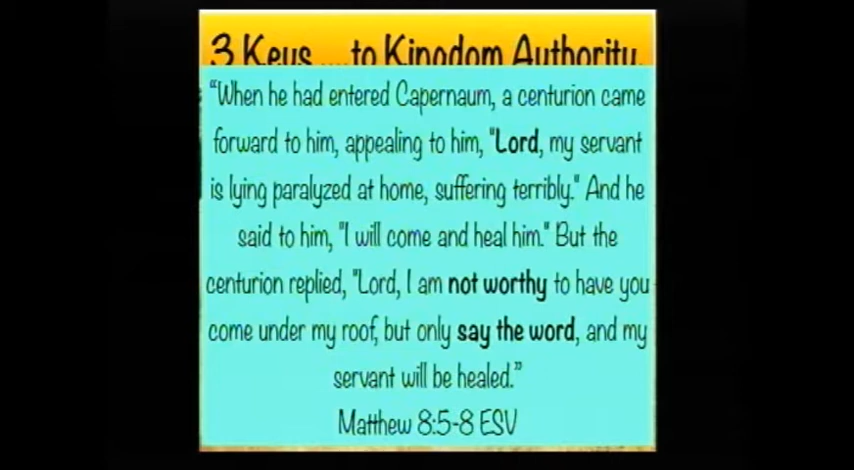 3 Keys ....to Kingdom Authority.
"When he had entered Capernaum, a centurion came
forward to him, appealing to him, "Lord, my servant
is lying paralyzed at home, suffering terribly." And he
said to him, "I will come and heal him." But the
centurion replied, "Lord, I am not worthy to have you
come under my roof, but only say the word, and my
servant will be healed."
Matthew 8:5-8 ESV